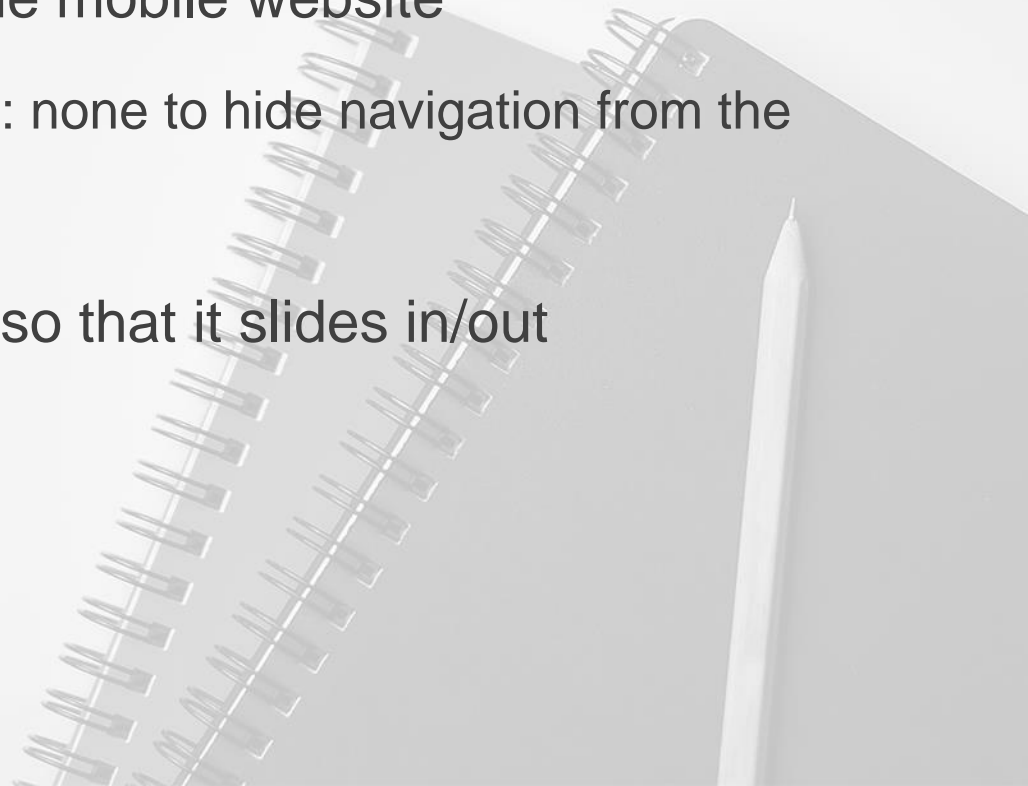 mobile website
: none to hide navigation from the
so that it slides in/out